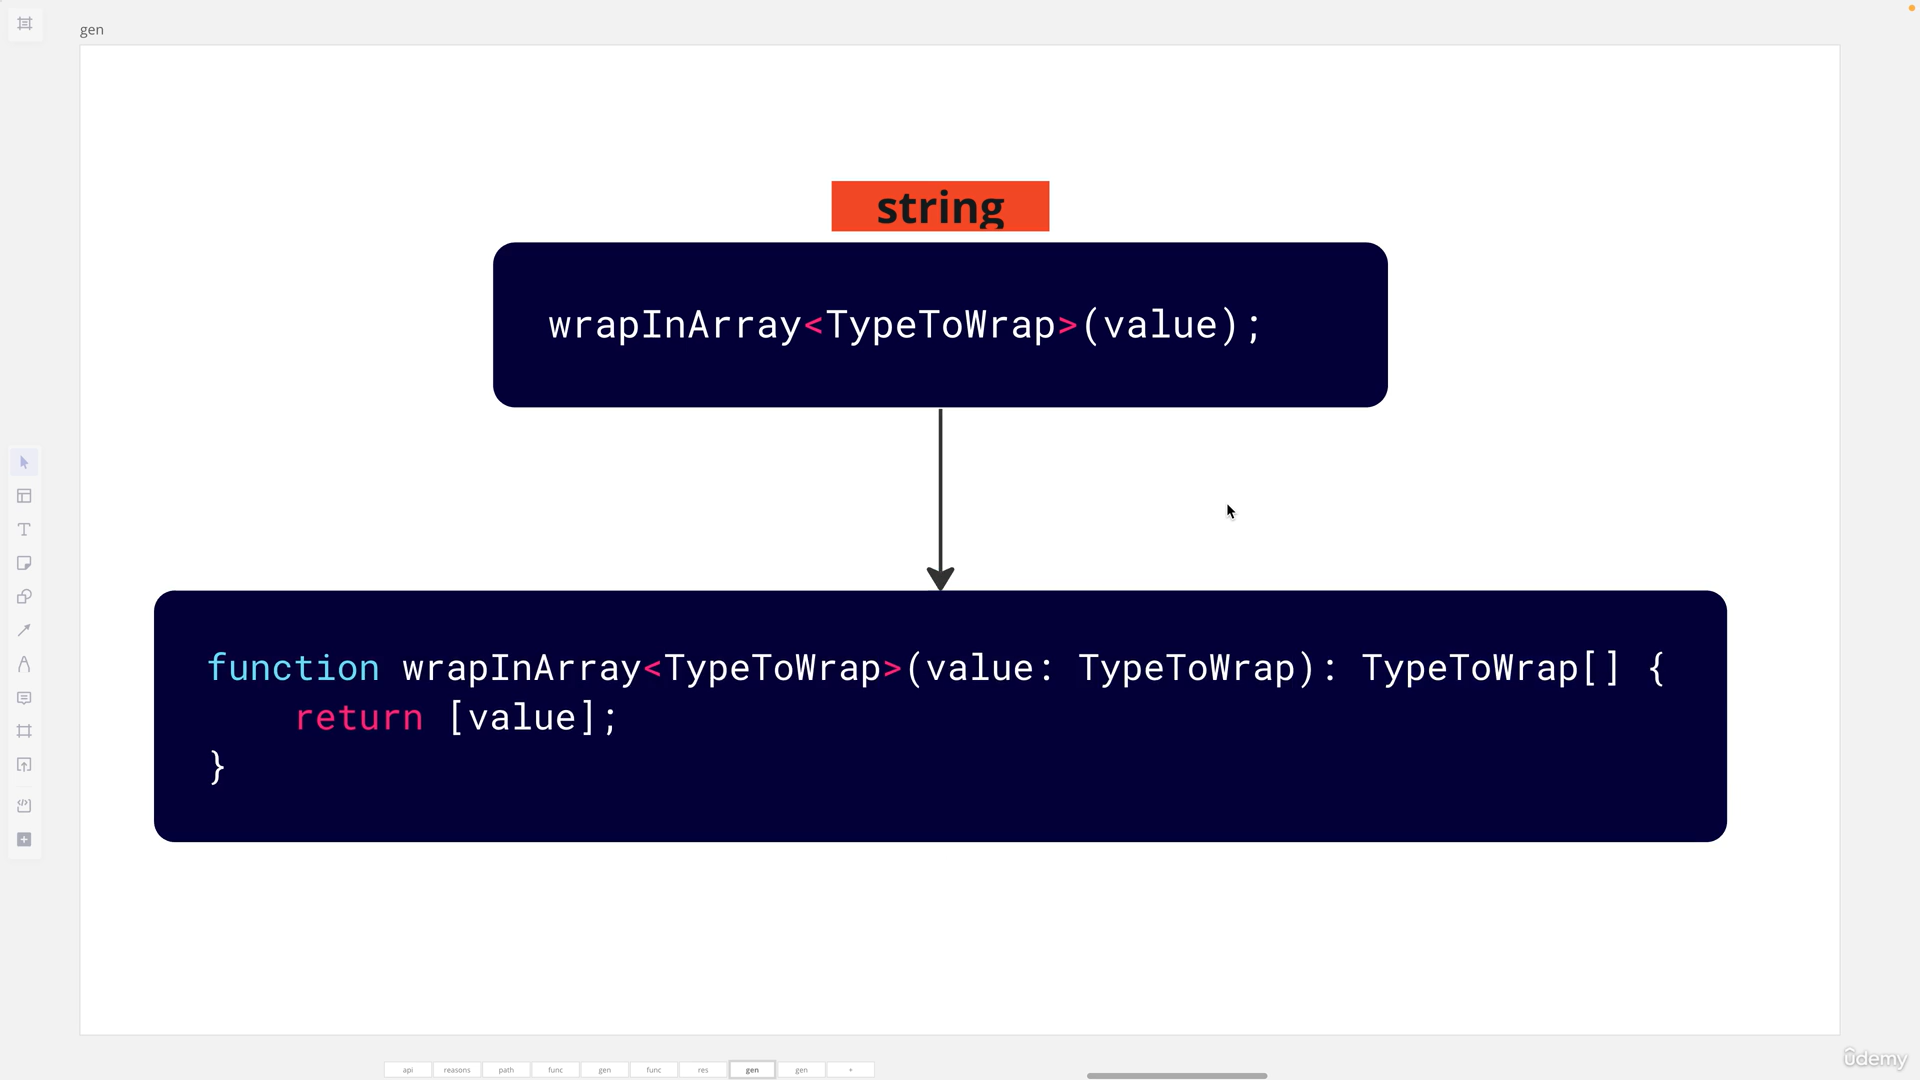 gen
string
wrapInArray<TypeToWrap>(value);
function wrapInArray<TypeToWrap>(value: TypeToWrap): TypeToWrap[] {
return [value];
}
api reasons path func gen func res gen gen +
ûdemy